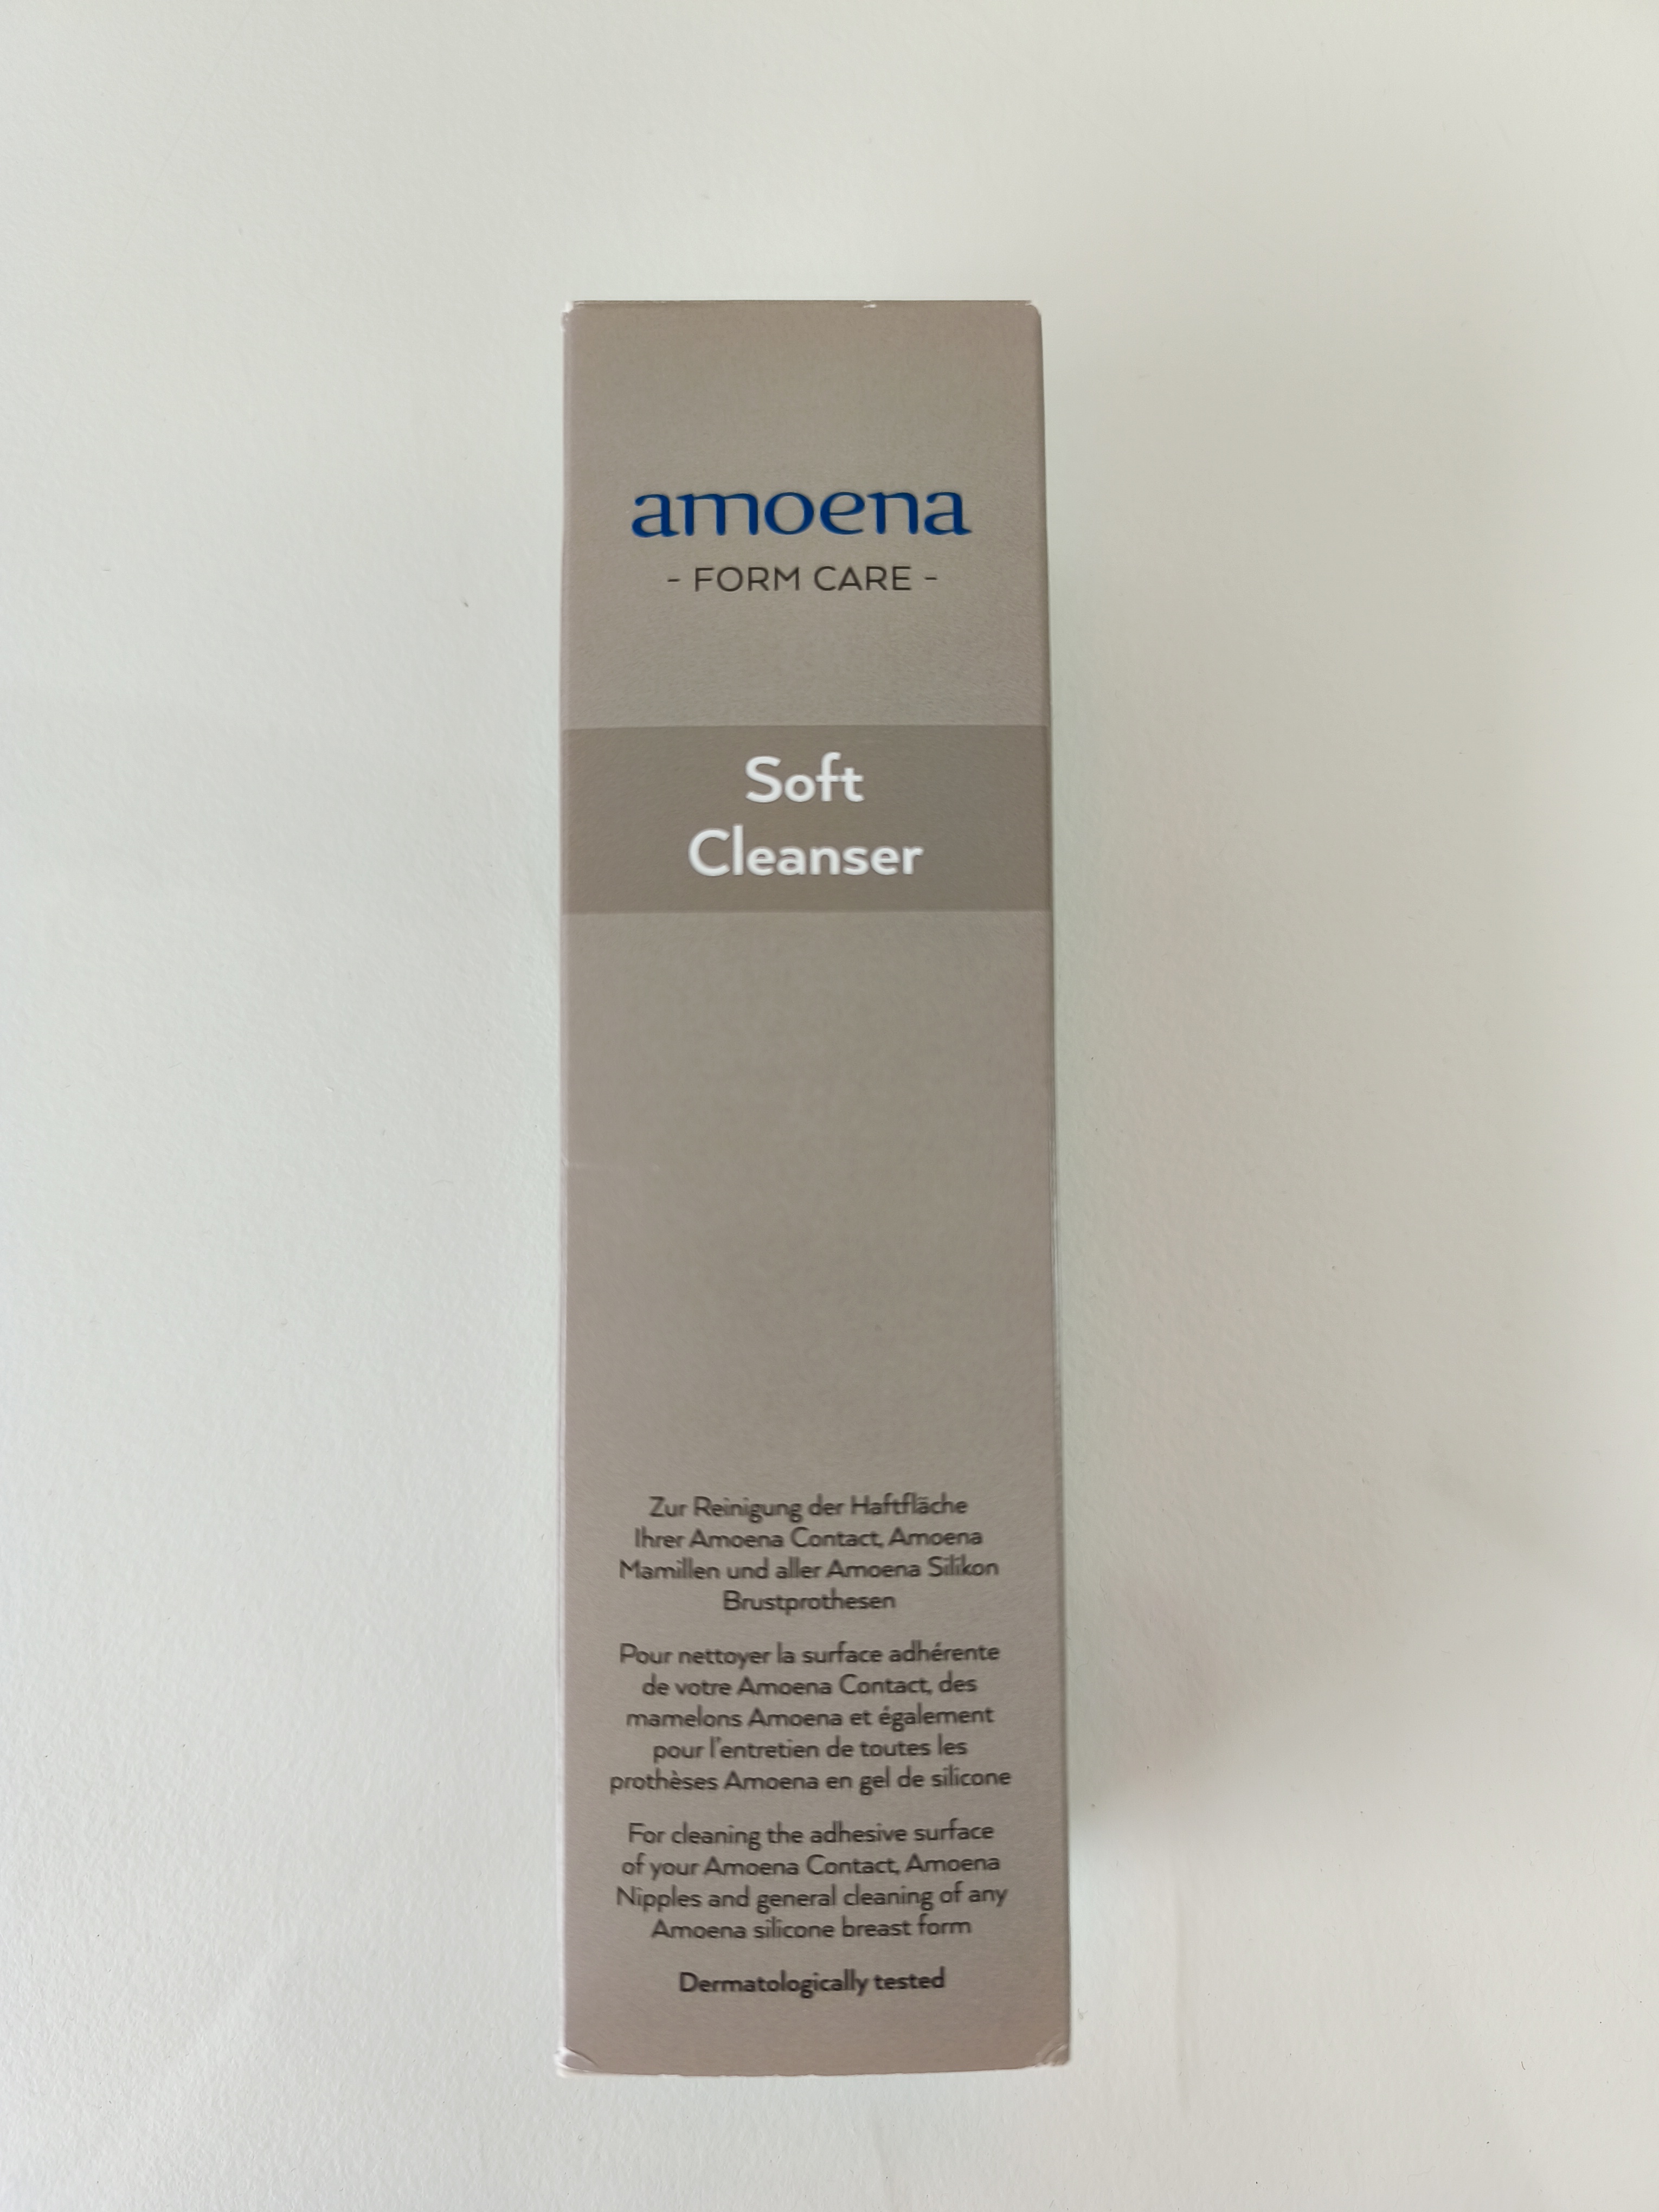 amoena
- FORM CARE -
Soft
Cleanser
Zur Reinigung der Haftfläche
Ihrer Amoena Contact, Amoena
Mamillen und aller Amoena Silikon
Brustprothesen
Pour nettoyer la surface adhérente
de votre Amoena Contact, des
mamelons Amoena et également
pour l'entretien de toutes les
prothèses Amoena en gel de silicone
For cleaning the adhesive surface
of your Amoena Contact, Amoena
Nipples and general cleaning of any
Amoena silicone breast form
Dermatologically tested